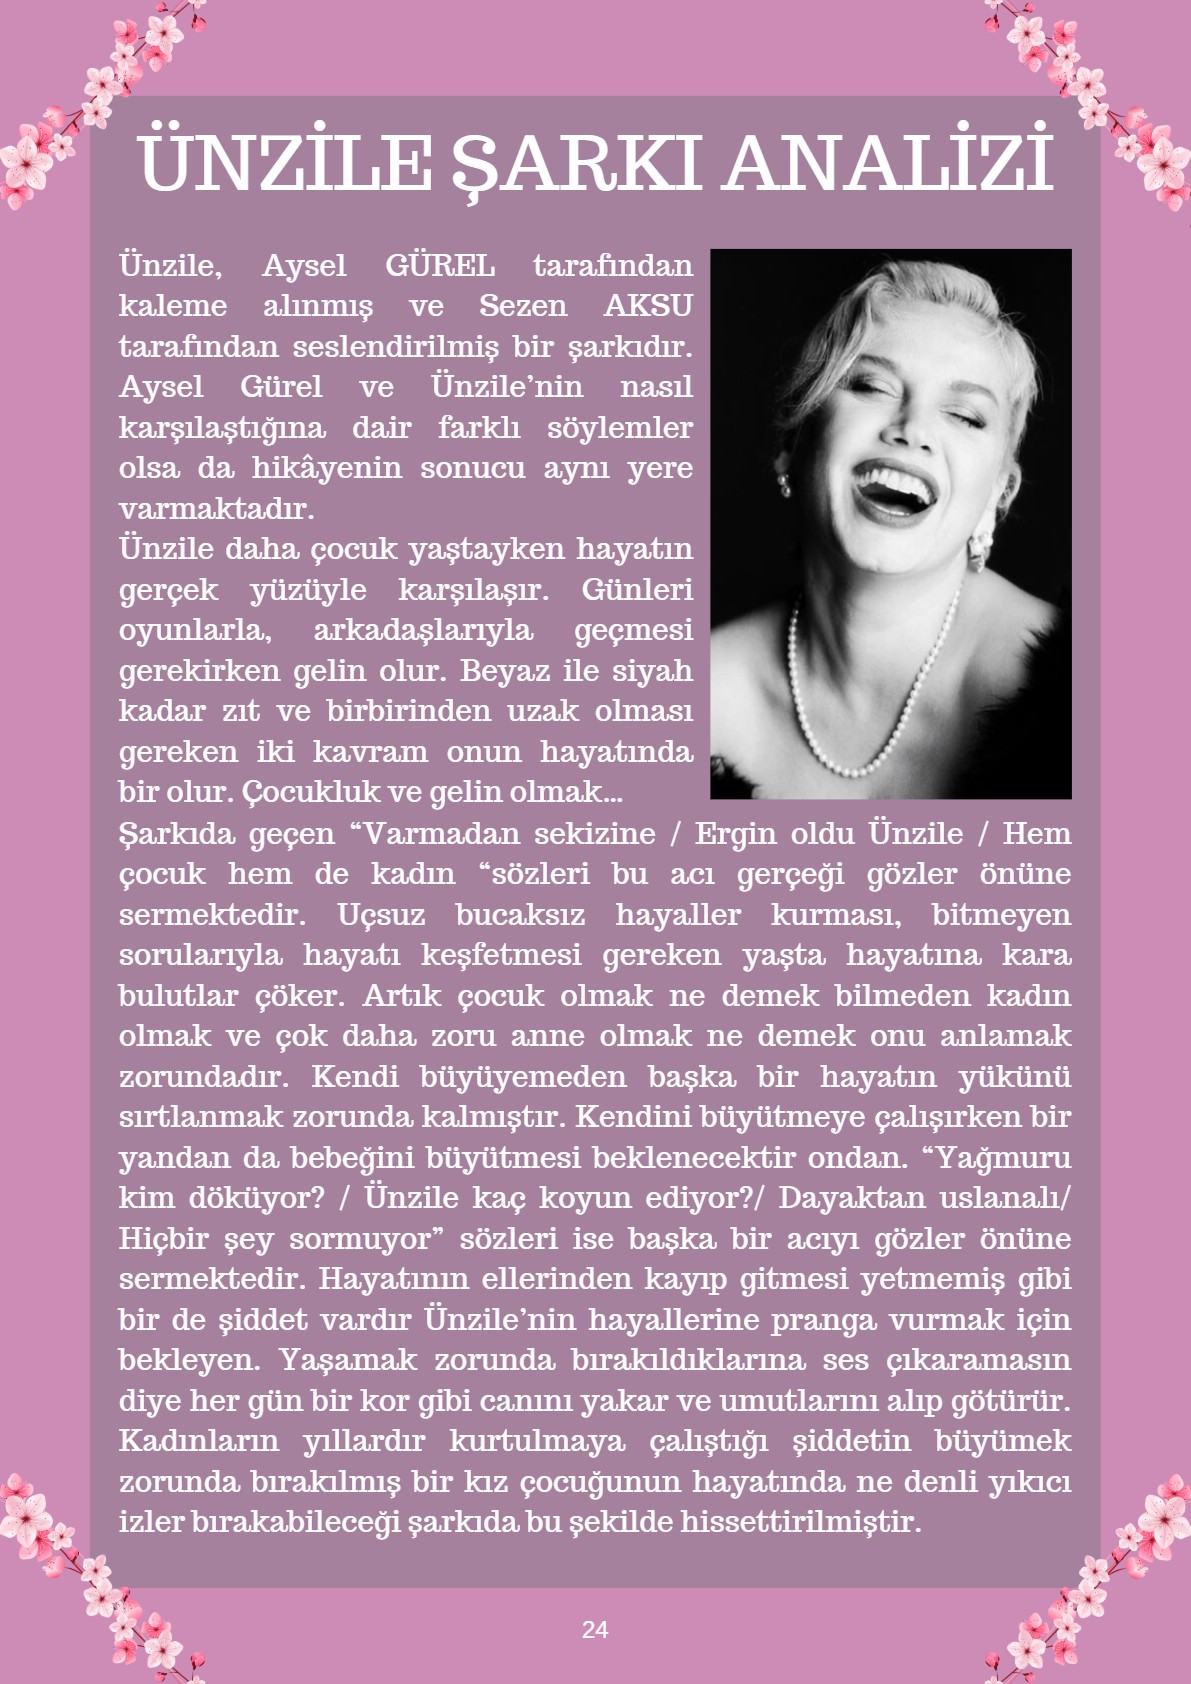 ÜNZİLE ŞARKI ANALİZİ
Ünzile, Aysel GÜREL tarafından
kaleme alınmış ve Sezen AKSU
tarafından seslendirilmiş bir şarkıdır.
Aysel Gürel ve Ünzile’nin nasıl
karşılaştığına dair farklı söylemler
olsa da hikâyenin sonucu aynı yere
varmaktadır.
Ünzile daha çocuk yaştayken hayatın
gerçek yüzüyle karşılaşır. Günleri
oyunlarla, arkadaşlarıyla geçmesi
gerekirken gelin olur. Beyaz ile siyah
kadar zıt ve birbirinden uzak olması
gereken iki kavram onun hayatında
bir olur. Çocukluk ve gelin olmak...
Şarkıda geçen “Varmadan sekizine / Ergin oldu Ünzile / Hem
çocuk hem de kadın “sözleri bu acı gerçeği gözler önüne
sermektedir. Uçsuz bucaksız hayaller kurması, bitmeyen
sorularıyla hayatı keşfetmesi gereken yaşta hayatına kara
bulutlar çöker. Artık çocuk olmak ne demek bilmeden kadın
olmak ve çok daha zoru anne olmak ne demek onu anlamak
zorundadır. Kendi büyüyemeden başka bir hayatın yükünü
sırtlanmak zorunda kalmıştır. Kendini büyütmeye çalışırken bir
yandan da bebeğini büyütmesi beklenecektir ondan. “Yağmuru
kim döküyor? / Ünzile kaç koyun ediyor?/ Dayaktan uslanalı/
Hiçbir şey sormuyor” sözleri ise başka bir acıyı gözler önüne
sermektedir. Hayatının ellerinden kayıp gitmesi yetmemiş gibi
bir de şiddet vardır Ünzile’nin hayallerine pranga vurmak için
bekleyen. Yaşamak zorunda bırakıldıklarına ses çıkaramasın
diye her gün bir kor gibi canını yakar ve umutlarını alıp götürür.
Kadınların yıllardır kurtulmaya çalıştığı şiddetin büyümek
zorunda bırakılmış bir kız çocuğunun hayatında ne denli yıkıcı
izler bırakabileceği şarkıda bu şekilde hissettirilmiştir.
24